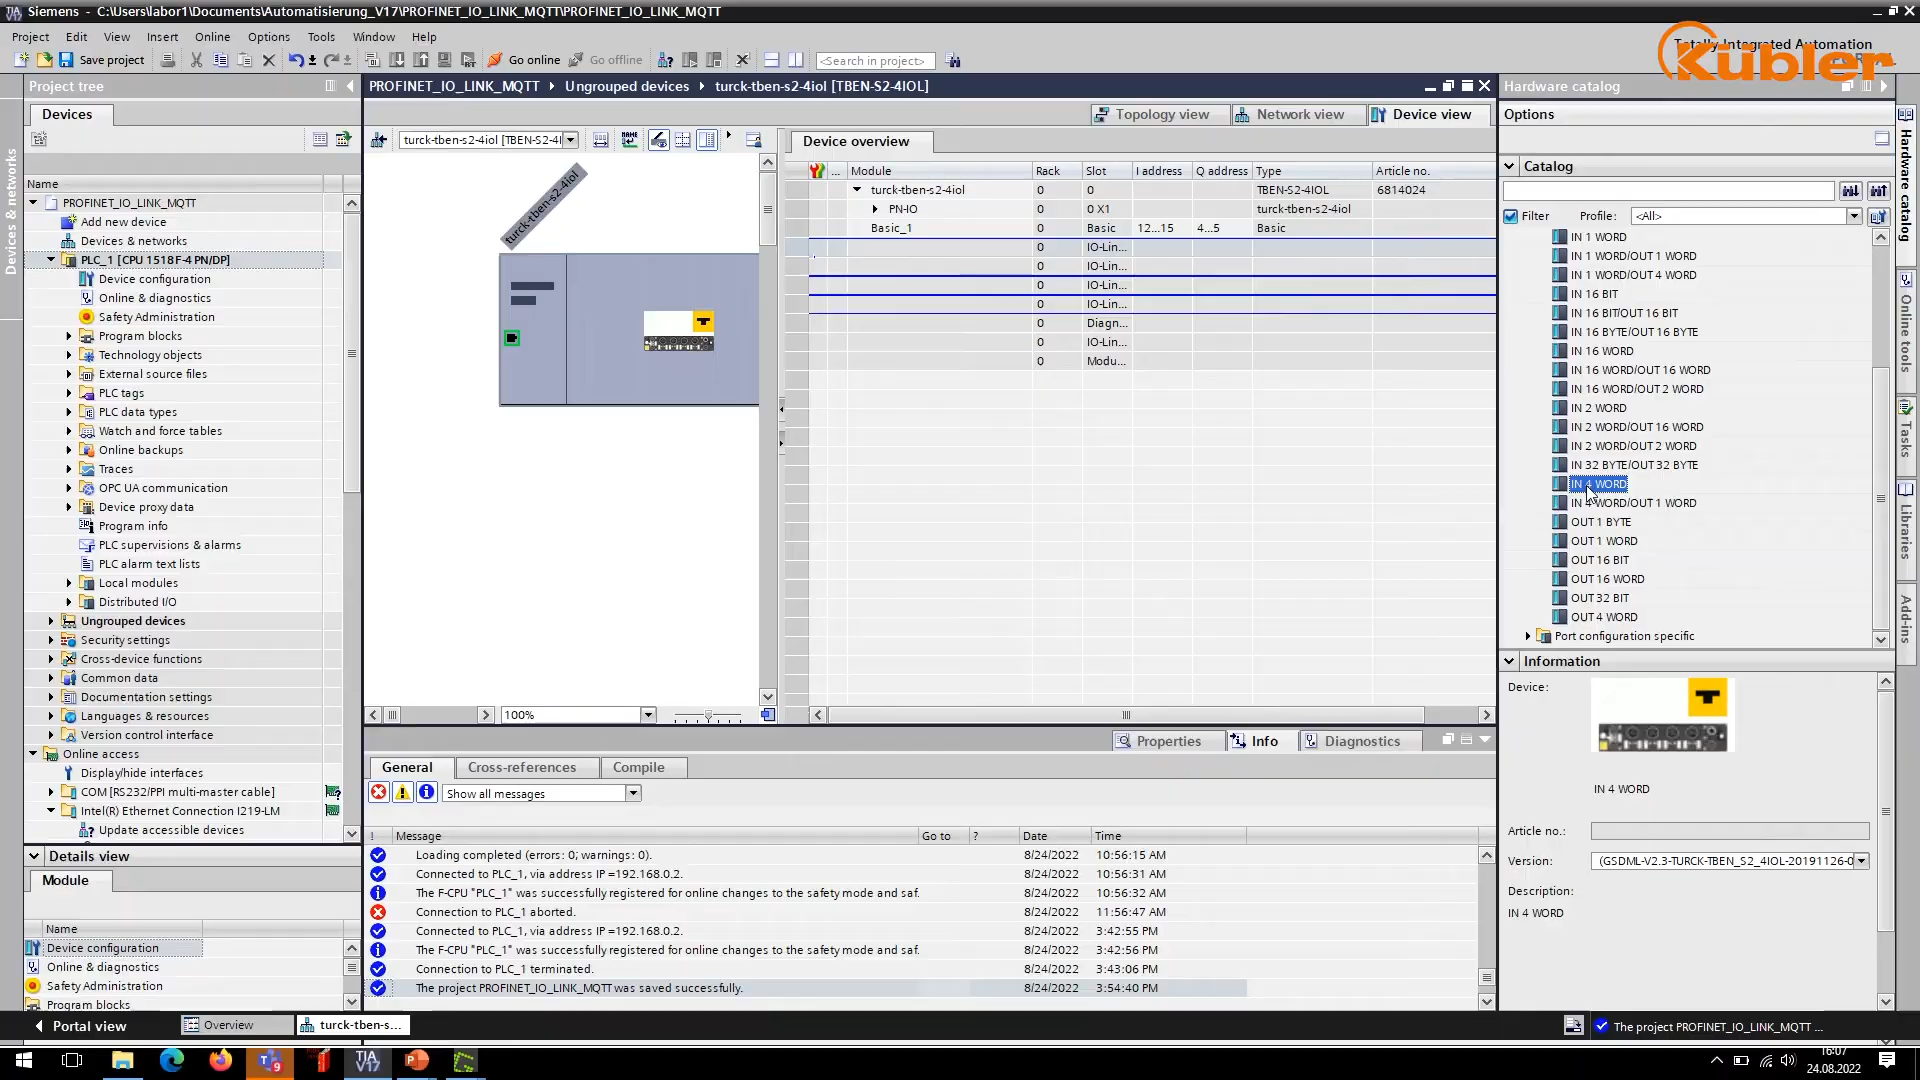 Siemens - C:\Users\labor1\Documents\Automatisierung_V17\PROFINET_IO_LINK_MQTT\PROFINET_IO_LINK_MQTT
Project Edit View Insert Online Options Tools Window Help
Totally Integrated Automation
Kübler
Save project
Go online
Go offline
<Search in project>
Project tree
PROFINET_IO_LINK_MQTT
Ungrouped devices
turck-tben-s2-4iol [TBEN-S2-4IOL]
Hardware catalog
Devices
Topology view
Network view
Device view
Options
turck-tben-s2-4iol [TBEN-S2-4I
Device overview
Catalog
Devices & networks
Name
PROFINET_IO_LINK_MQTT
Add new device
Devices & networks
PLC_1 [CPU 1518F-4 PN/DP]
Device configuration
Online & diagnostics
Safety Administration
Program blocks
Technology objects
External source files
PLC tags
PLC data types
Watch and force tables
Online backups
Traces
OPC UA communication
Device proxy data
Program info
PLC supervisions & alarms
PLC alarm text lists
Local modules
Distributed I/O
Ungrouped devices
Security settings
Cross-device functions
Common data
Documentation settings
Languages & resources
Version control interface
Online access
Display/hide interfaces
COM [RS232/PPI multi-master cable]
Intel(R) Ethernet Connection I219-LM
Update accessible devices
Details view
Module
Name
Device configuration
Online & diagnostics
Safety Administration
Program blocks
turck-tben-s2-4iol
100%
... Module Rack Slot I address Q address Type Article no.
turck-tben-s2-4iol 0 0 TBEN-S2-4IOL 6814024
PN-IO 0 0 X1 turck-tben-s2-4iol
Basic_1 0 Basic 12...15 4...5 Basic
0 IO-Lin...
0 IO-Lin...
0 IO-Lin...
0 IO-Lin...
0 Diagn...
0 IO-Lin...
0 Modu...
Properties
Info
Diagnostics
General
Cross-references
Compile
Show all messages
! Message Go to ? Date Time
Loading completed (errors: 0; warnings: 0). 8/24/2022 10:56:15 AM
Connected to PLC_1, via address IP=192.168.0.2. 8/24/2022 10:56:31 AM
The F-CPU "PLC_1" was successfully registered for online changes to the safety mode and saf. 8/24/2022 10:56:32 AM
Connection to PLC_1 aborted. 8/24/2022 11:56:47 AM
Connected to PLC_1, via address IP=192.168.0.2. 8/24/2022 3:42:55 PM
The F-CPU "PLC_1" was successfully registered for online changes to the safety mode and saf. 8/24/2022 3:42:56 PM
Connection to PLC_1 terminated. 8/24/2022 3:43:06 PM
The project PROFINET_IO_LINK_MQTT was saved successfully. 8/24/2022 3:54:40 PM
Filter Profile: <All>
IN 1 WORD
IN 1 WORD/OUT 1 WORD
IN 1 WORD/OUT 4 WORD
IN 16 BIT
IN 16 BIT/OUT 16 BIT
IN 16 BYTE/OUT 16 BYTE
IN 16 WORD
IN 16 WORD/OUT 16 WORD
IN 16 WORD/OUT 2 WORD
IN 2 WORD
IN 2 WORD/OUT 16 WORD
IN 2 WORD/OUT 2 WORD
IN 32 BYTE/OUT 32 BYTE
IN 4 WORD
IN 4 WORD/OUT 1 WORD
OUT 1 BYTE
OUT 1 WORD
OUT 16 BIT
OUT 16 WORD
OUT 32 BIT
OUT 4 WORD
Port configuration specific
Information
Device:
IN 4 WORD
Article no.:
Version: (GSDML-V2.3-TURCK-TBEN_S2_4IOL-20191126-0
Description:
IN 4 WORD
Hardware catalog
Online tools
Tasks
Libraries
Add-ins
Portal view
Overview
turck-tben-s...
The project PROFINET_IO_LINK_MQTT ...
TIA V17
9
16:07
24.08.2022